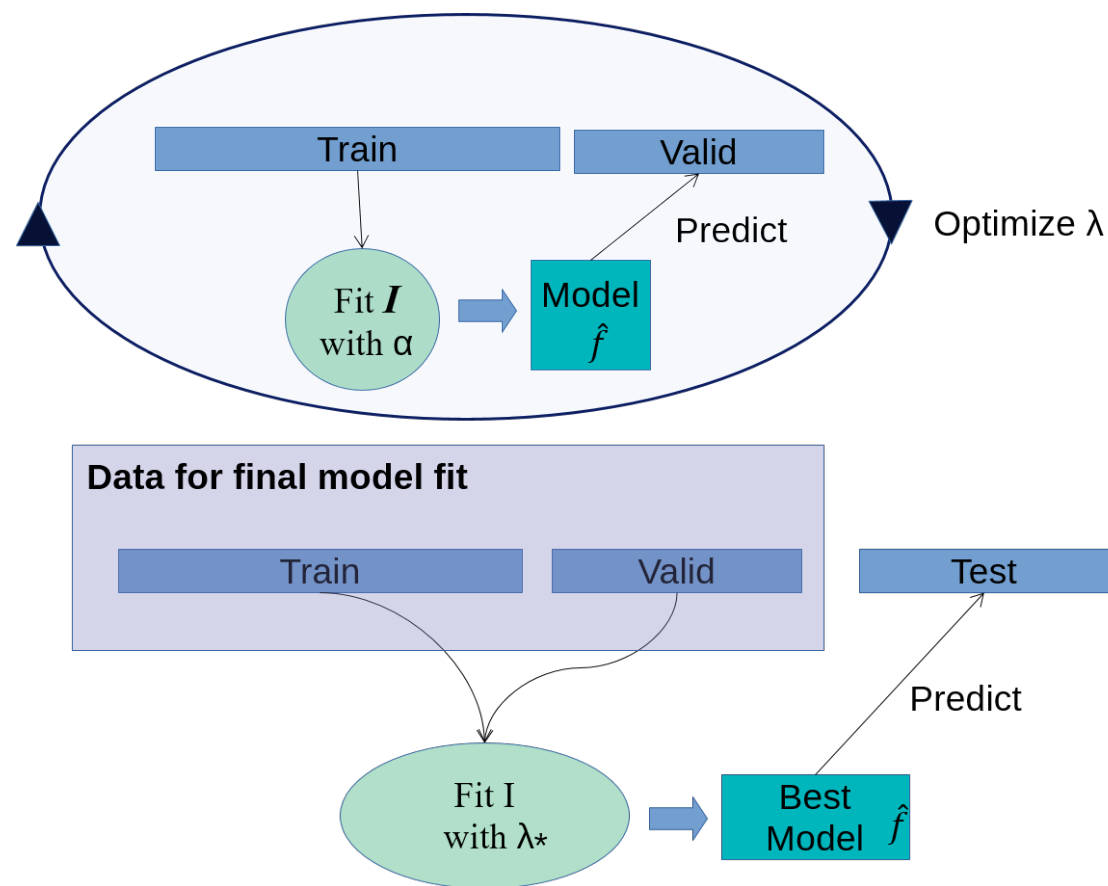 Train
Valid
Predict
Optimize λ
Fit I
with α
Model
f̂
Data for final model fit
Train
Valid
Test
Predict
Fit I
with λ*
Best
Model f̂